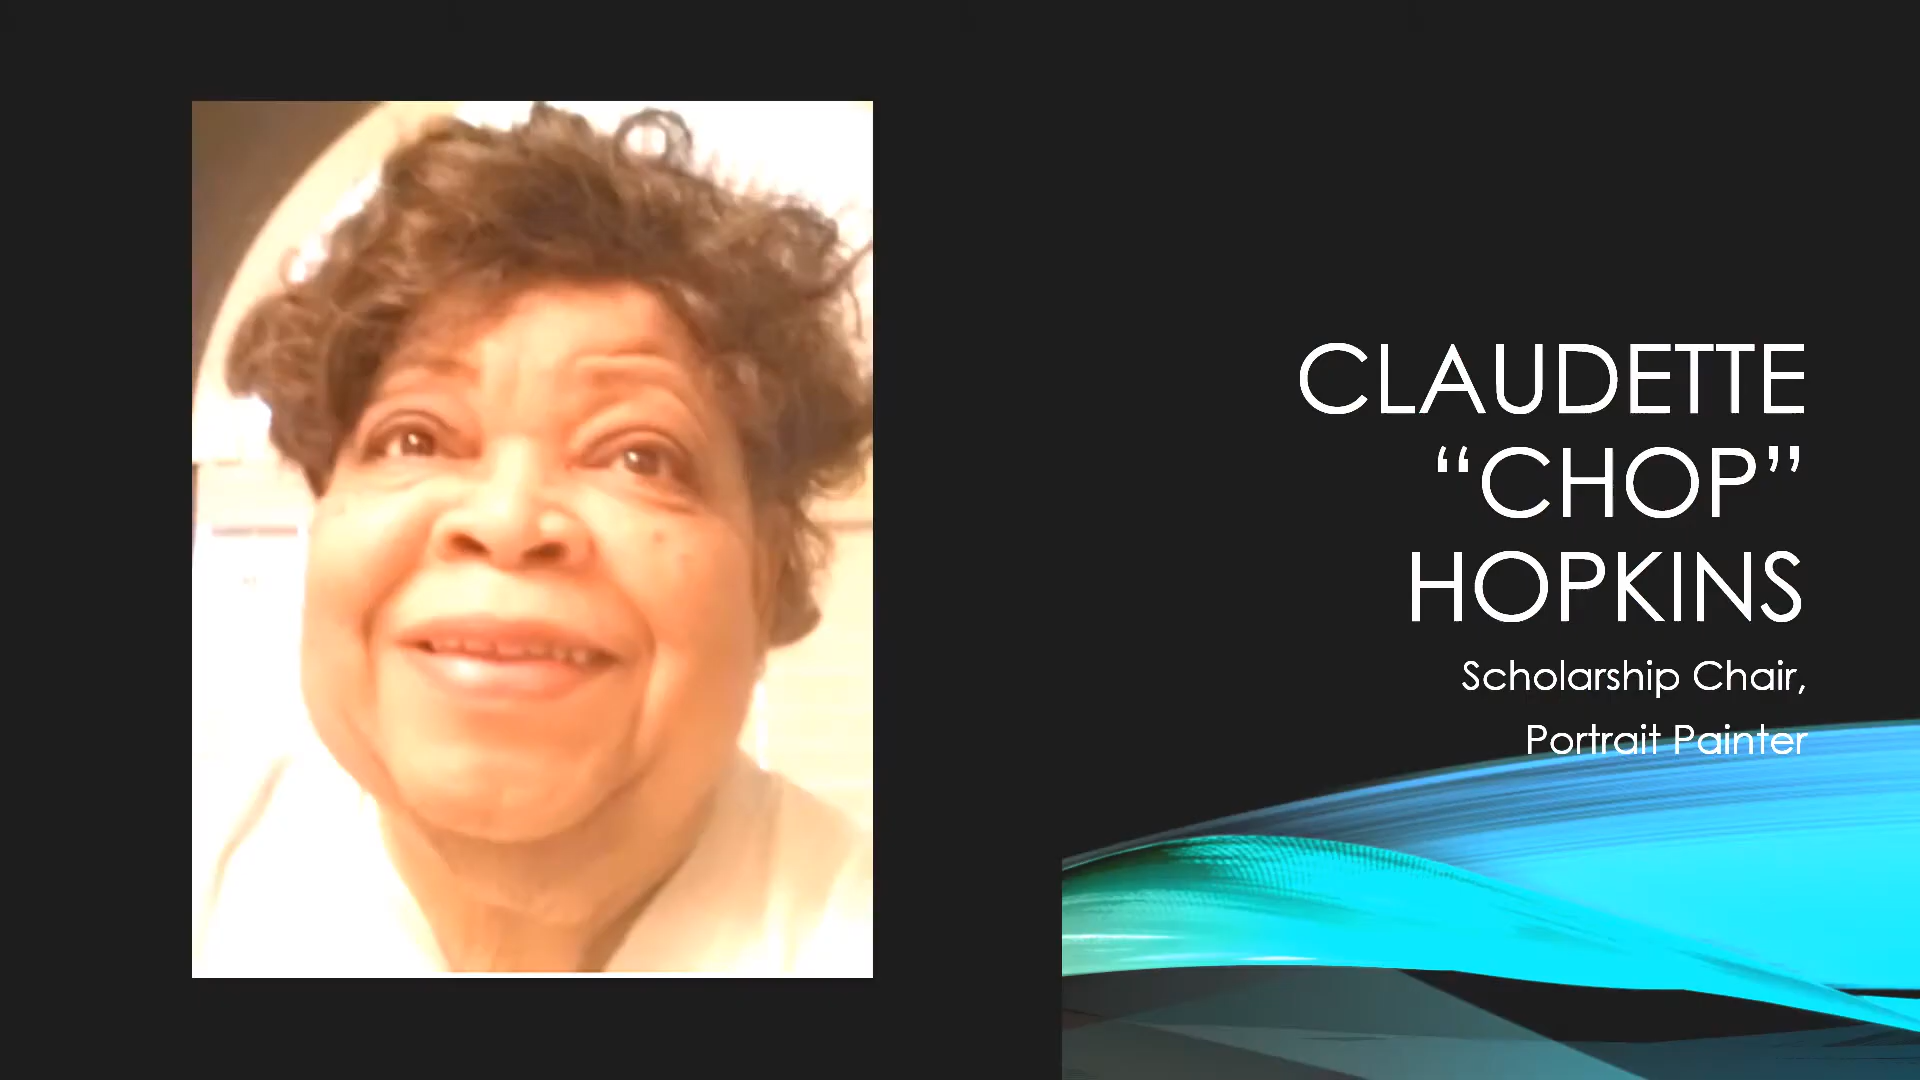 CLAUDETTE
“CHOP”
HOPKINS
Scholarship Chair,
Portrait Painter